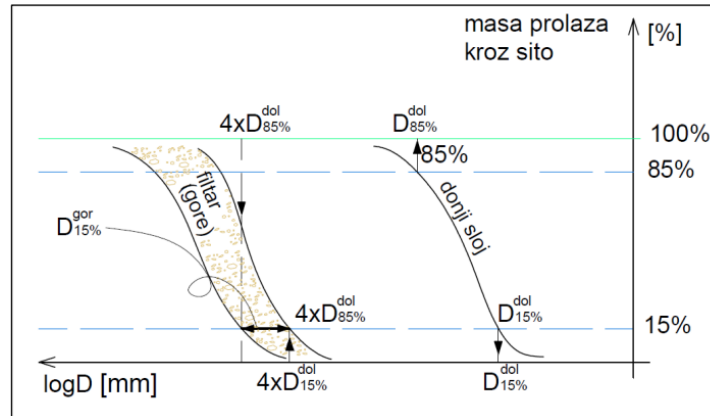 masa prolaza
kroz sito
[%]
4xD85%dol
D85%dol
100%
85%
85%
filtar
(gore)
donji sloj
D15%gor
4xD85%dol
D15%dol
15%
logD [mm]
4xD15%dol
D15%dol